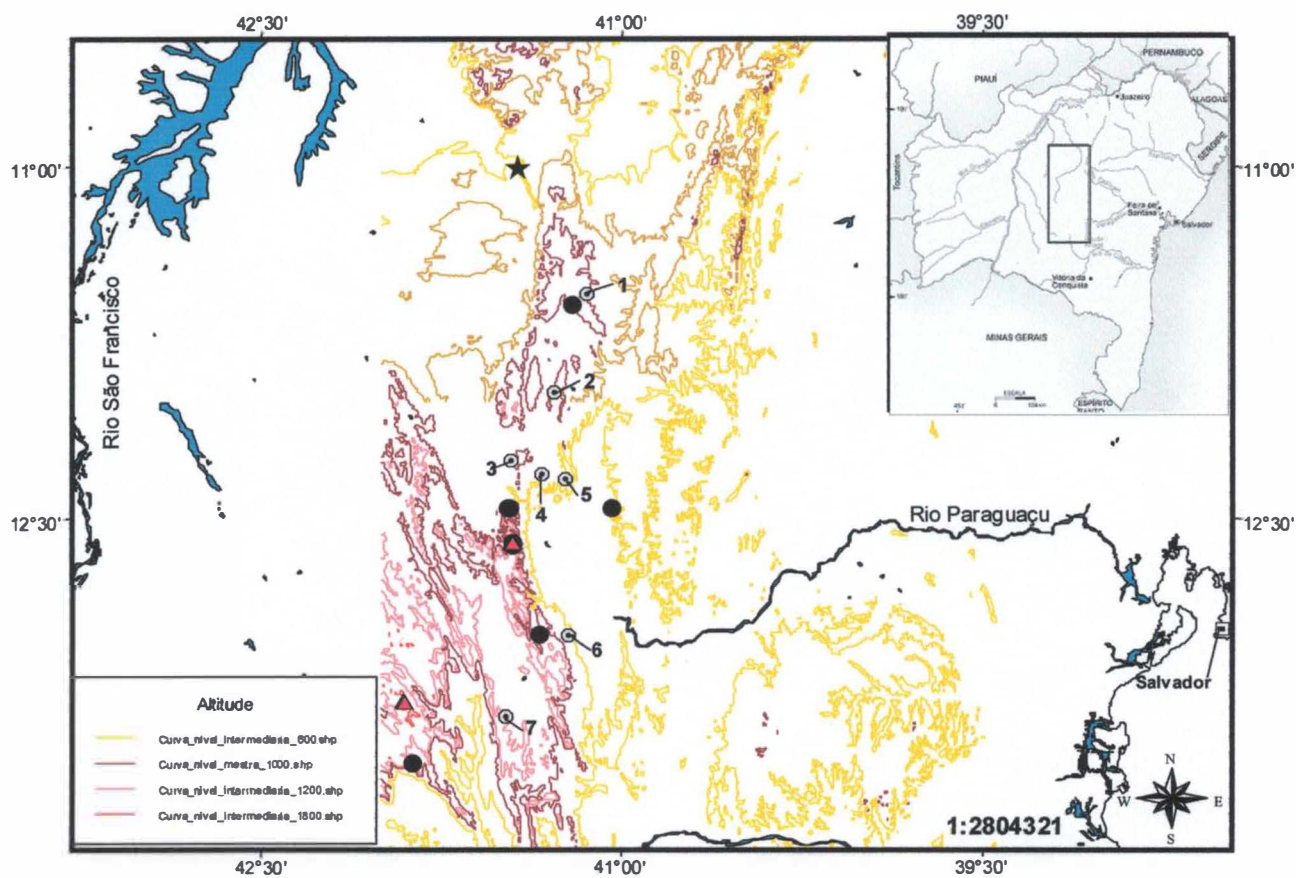 42°30'
41°00'
39°30'
PERNAMBUCO
PIAUÍ
Juazeiro
ALAGOAS
SERGIPE
Tocantins
Feira de
Santana
Salvador
Vitória da
Conquista
MINAS GERAIS
ESCALA
ESPÍRITO
SANTO
11°00'
11°00'
Rio São Francisco
1
2
3
4
5
12°30'
12°30'
Rio Paraguaçu
6
Salvador
7
Altitude
Curva_nivel_intermediaria_600.shp
Curva_nivel_mestra_1000.shp
Curva_nivel_intermediaria_1200.shp
Curva_nivel_intermediaria_1800.shp
N
W
E
S
1:2804321
42°30'
41°00'
39°30'